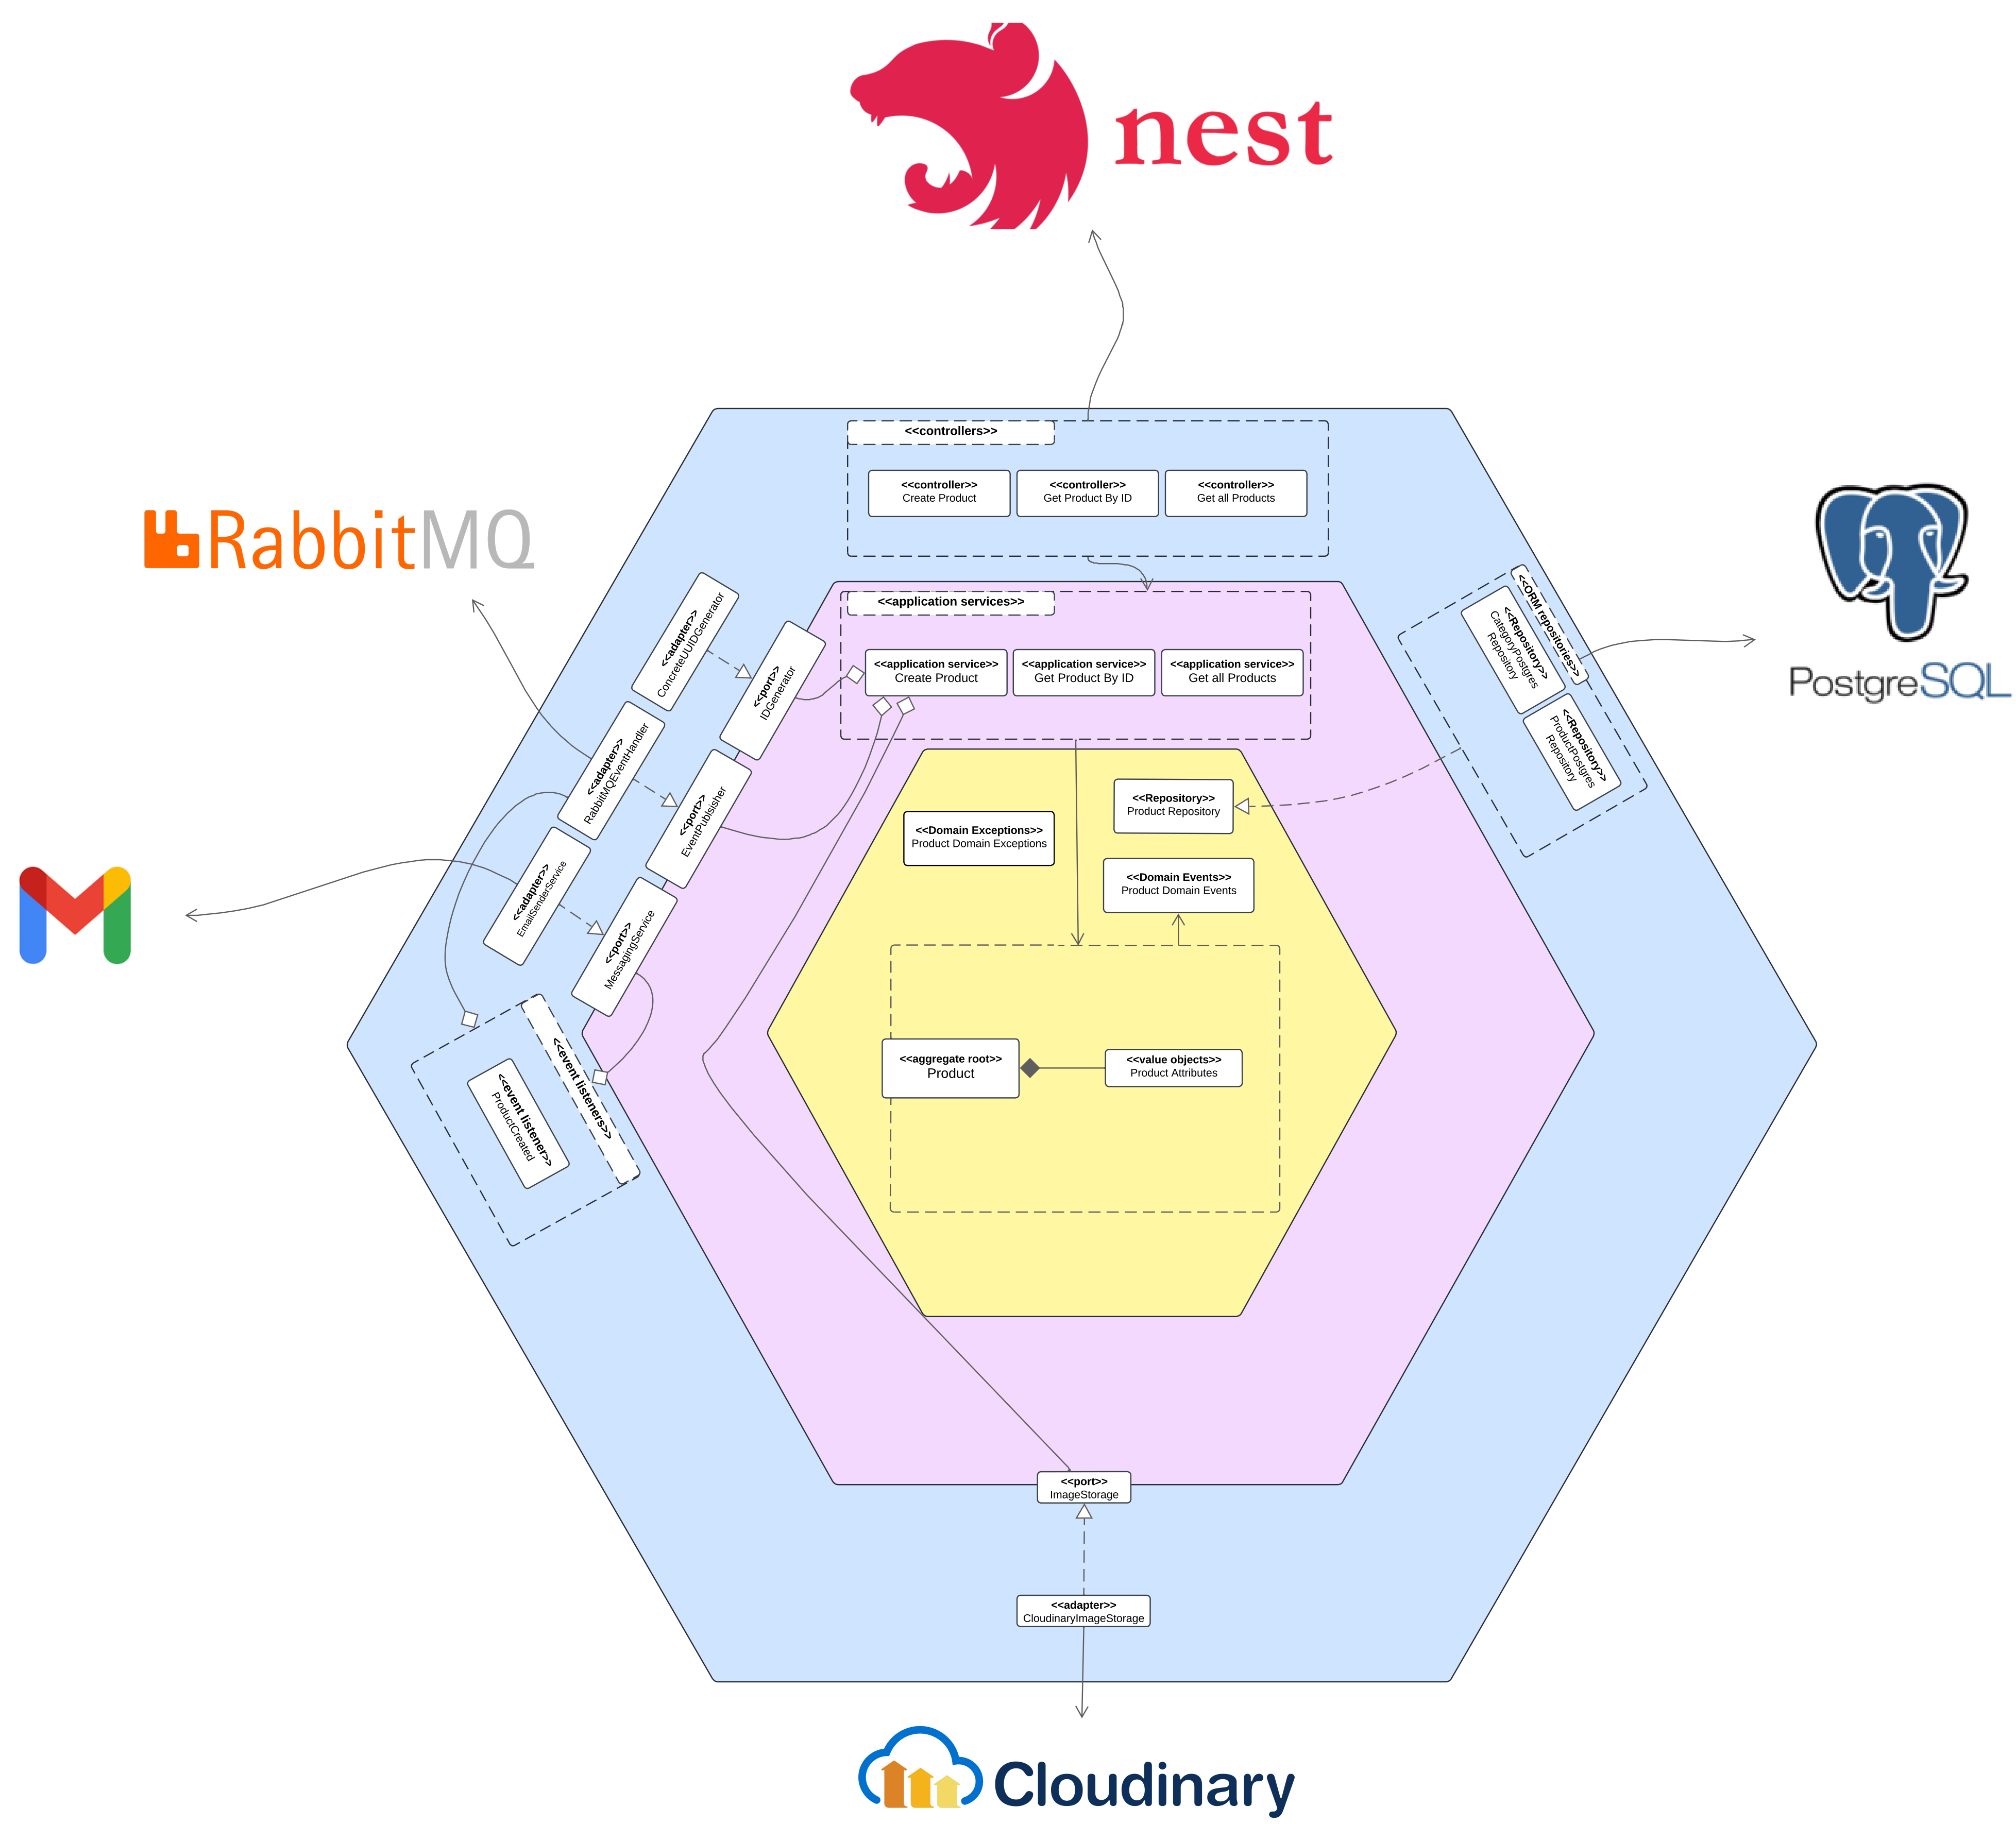 nest
<<controllers>>
<<controller>>
Create Product
<<controller>>
Get Product By ID
<<controller>>
Get all Products
RabbitMQ
PostgreSQL
<<ORM repositories>>
<<Repository>>
CategoryPostgres
Repository
<<Repository>>
ProductPostgres
Repository
<<adapter>>
ConcreteUUIDGenerator
<<port>>
IDGenerator
<<application services>>
<<application service>>
Create Product
<<application service>>
Get Product By ID
<<application service>>
Get all Products
<<adapter>>
RabbitMQEventHandler
<<port>>
EventPublsisher
<<adapter>>
EmailSenderService
<<port>>
MessagingService
<<Repository>>
Product Repository
<<Domain Exceptions>>
Product Domain Exceptions
<<Domain Events>>
Product Domain Events
<<aggregate root>>
Product
<<value objects>>
Product Attributes
<<event listeners>>
<<event listener>>
ProductCreated
<<port>>
ImageStorage
<<adapter>>
CloudinaryImageStorage
Cloudinary